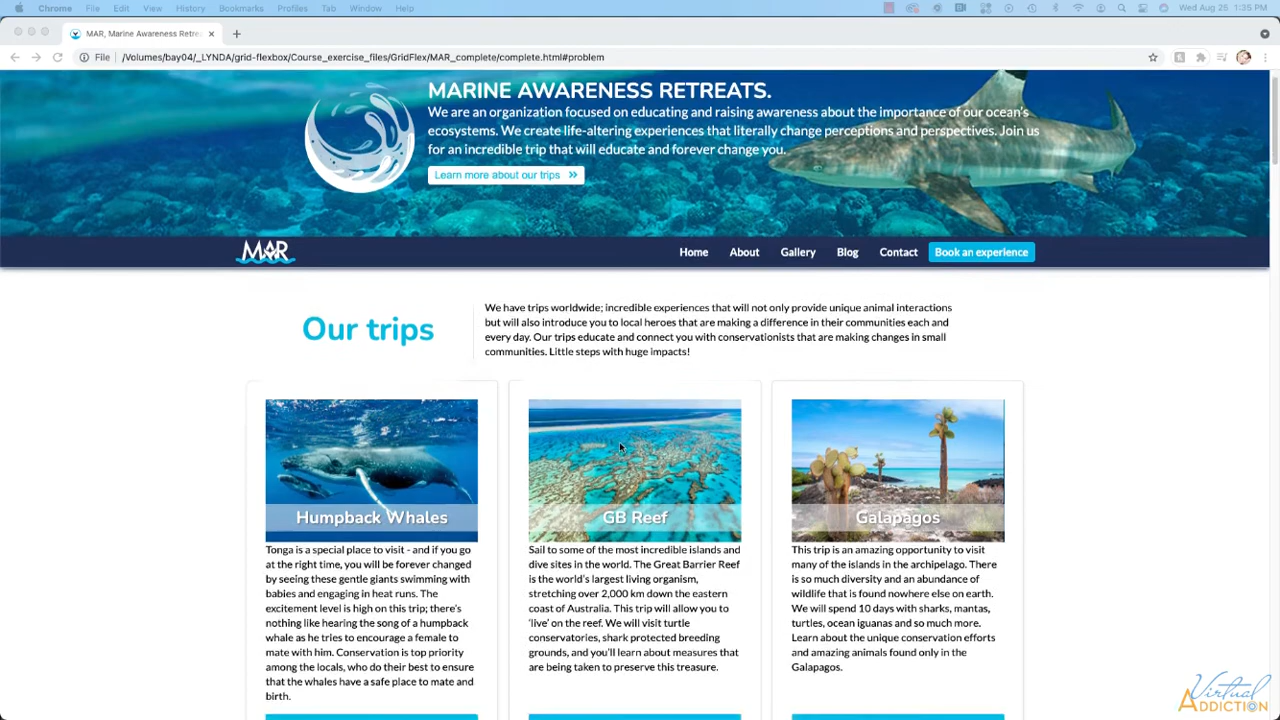 Chrome File Edit View History Bookmarks Profiles Tab Window Help
Wed Aug 25 1:35 PM
MAR, Marine Awareness Retre
File /Volumes/bay04/_LYNDA/grid-flexbox/Course_exercise_files/GridFlex/MAR_complete/complete.html#problem
MARINE AWARENESS RETREATS.
We are an organization focused on educating and raising awareness about the importance of our ocean's
ecosystems. We create life-altering experiences that literally change perceptions and perspectives. Join us
for an incredible trip that will educate and forever change you.
Learn more about our trips »
MAR
Home About Gallery Blog Contact Book an experience
Our trips
We have trips worldwide; incredible experiences that will not only provide unique animal interactions
but will also introduce you to local heroes that are making a difference in their communities each and
every day. Our trips educate and connect you with conservationists that are making changes in small
communities. Little steps with huge impacts!
Humpback Whales
Tonga is a special place to visit - and if you go
at the right time, you will be forever changed
by seeing these gentle giants swimming with
babies and engaging in heat runs. The
excitement level is high on this trip; there's
nothing like hearing the song of a humpback
whale as he tries to encourage a female to
mate with him. Conservation is top priority
among the locals, who do their best to ensure
that the whales have a safe place to mate and
birth.
GB Reef
Sail to some of the most incredible islands and
dive sites in the world. The Great Barrier Reef
is the world's largest living organism,
stretching over 2,000 km down the eastern
coast of Australia. This trip will allow you to
'live' on the reef. We will visit turtle
conservatories, shark protected breeding
grounds, and you'll learn about measures that
are being taken to preserve this treasure.
Galapagos
This trip is an amazing opportunity to visit
many of the islands in the archipelago. There
is so much diversity and an abundance of
wildlife that is found nowhere else on earth.
We will spend 10 days with sharks, mantas,
turtles, ocean iguanas and so much more.
Learn about the unique conservation efforts
and amazing animals found only in the
Galapagos.
Virtual
ADDICTION